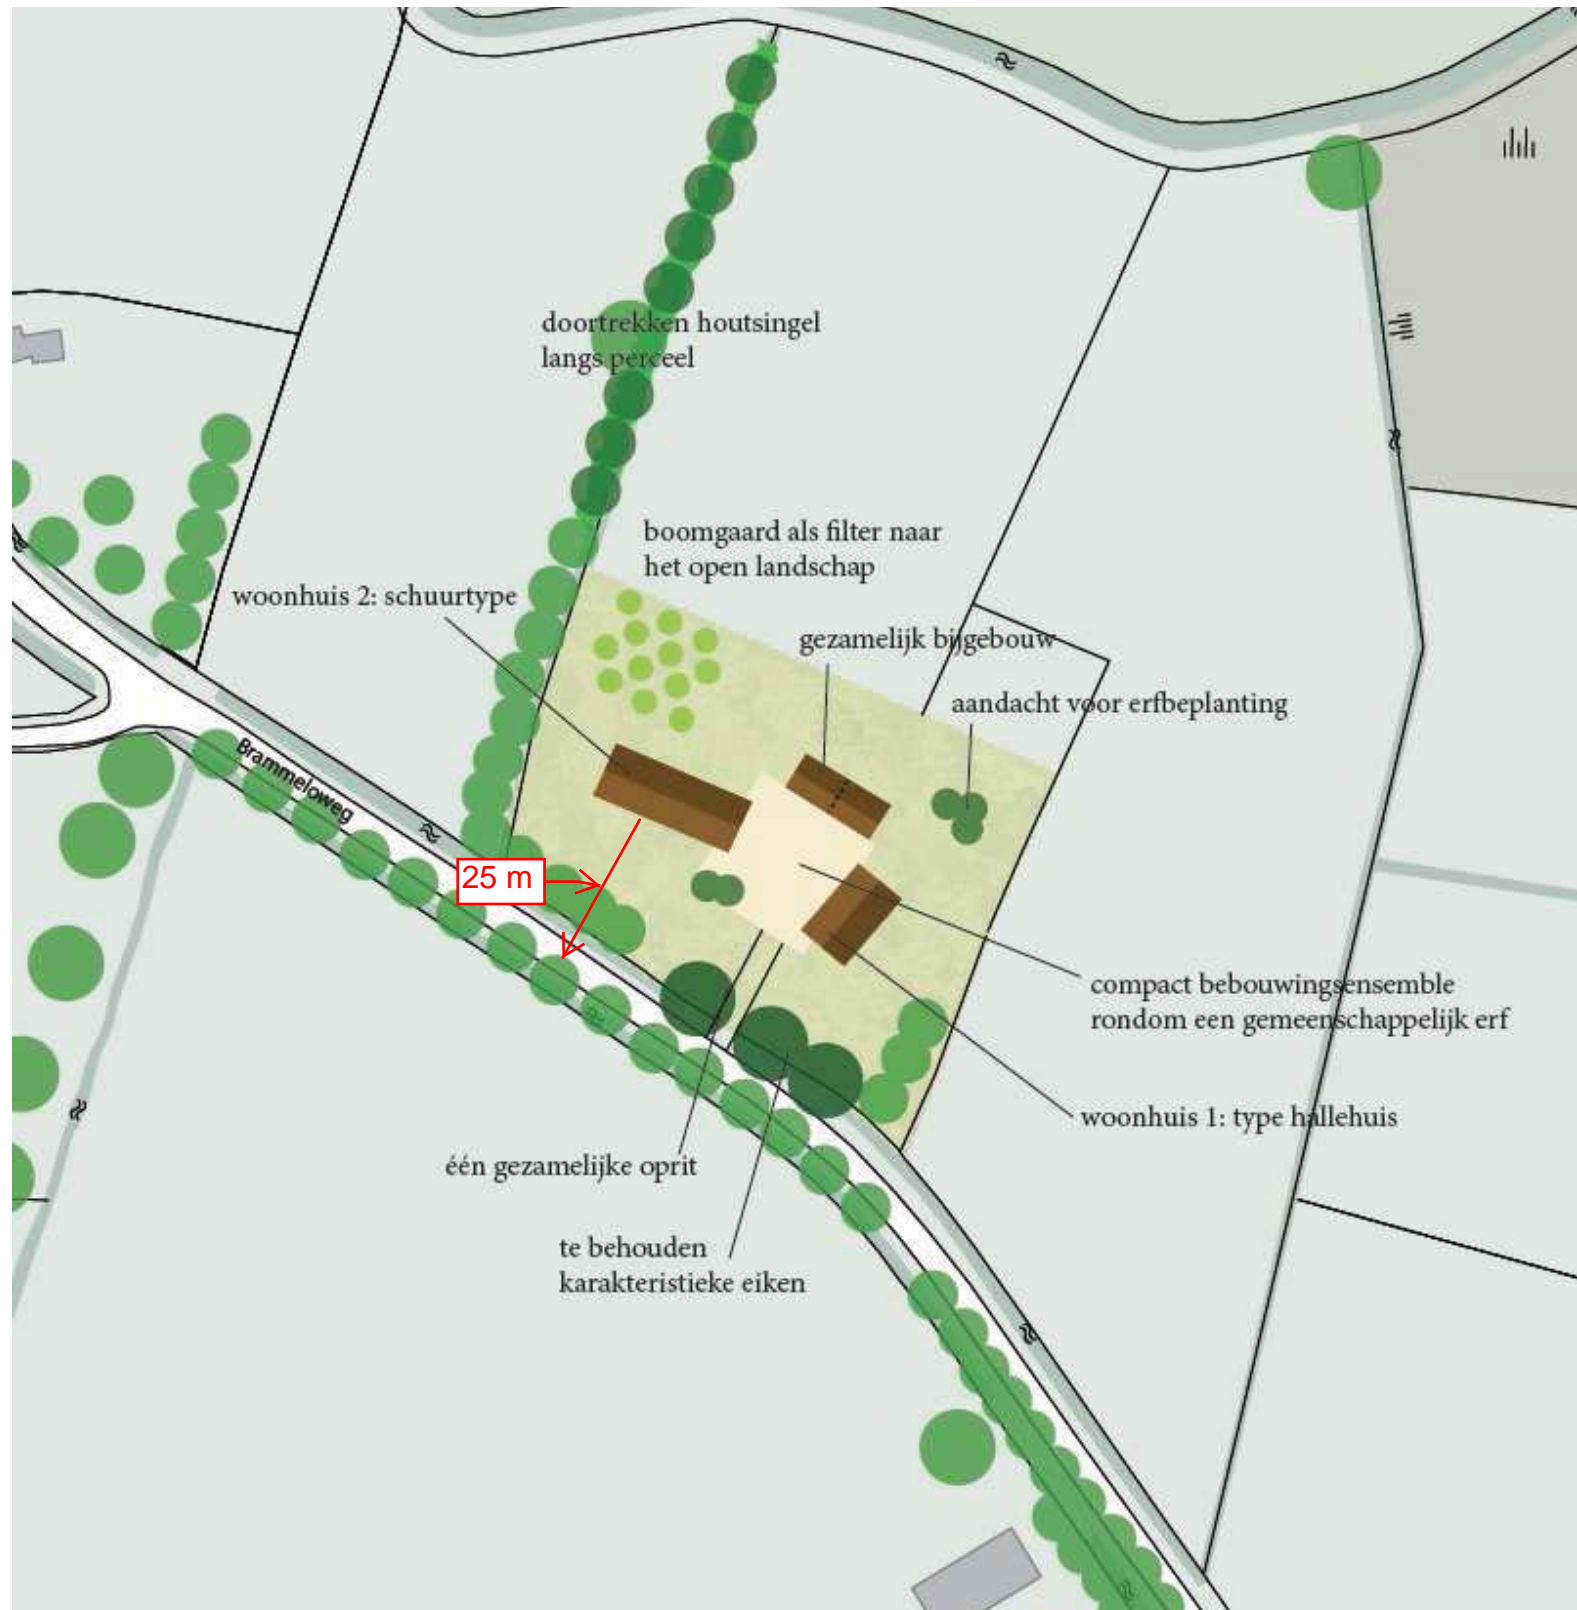 doortrekken houtsingel
langs perceel
boomgaard als filter naar
het open landschap
woonhuis 2: schuurtype
gezamelijk bijgebouw
aandacht voor erfbeplanting
Brammeloweg
25 m
compact bebouwingsensemble
rondom een gemeenschappelijk erf
woonhuis 1: type hallehuis
één gezamelijke oprit
te behouden
karakteristieke eiken